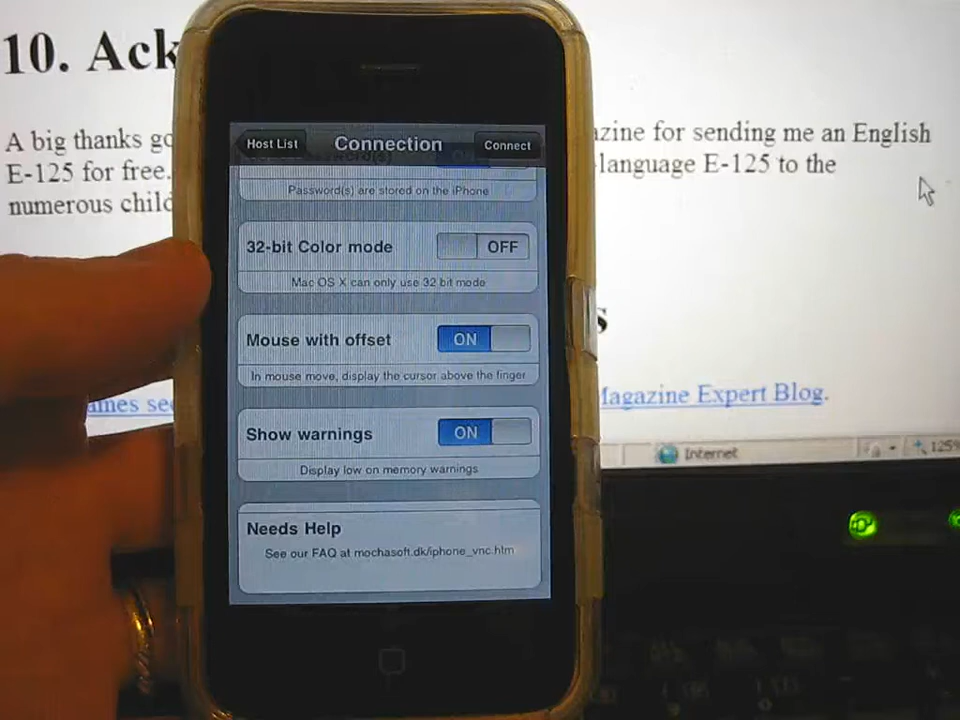 10. Ack
A big thanks go
azine for sending me an English
E-125 for free.
-language E-125 to the
numerous child
s
ames see
Magazine Expert Blog.
Internet
125%
Host List
Connection
Connect
Password(s) are stored on the iPhone
32-bit Color mode
OFF
Mac OS X can only use 32 bit mode
Mouse with offset
ON
In mouse move, display the cursor above the finger
Show warnings
ON
Display low on memory warnings
Needs Help
See our FAQ at mochasoft.dk/iphone_vnc.htm